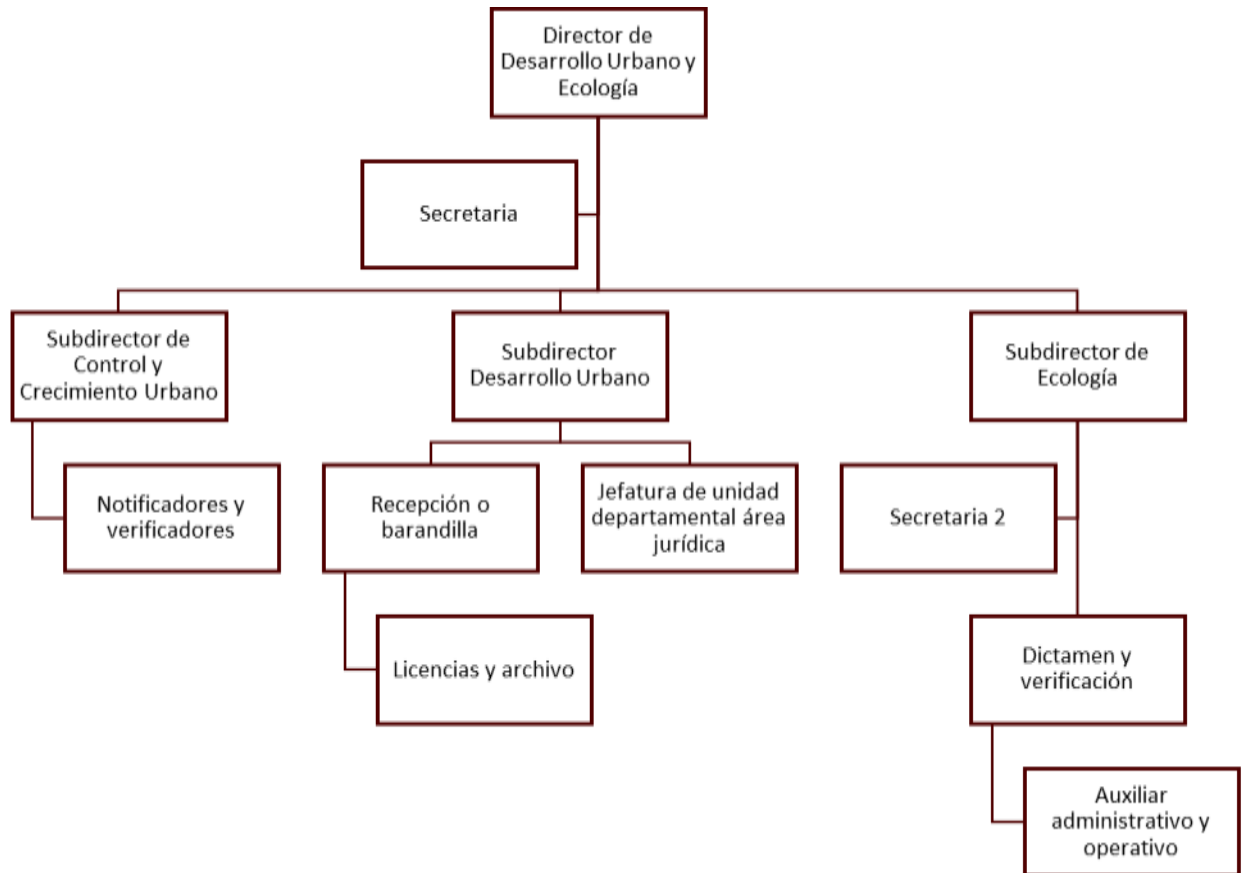 Director de
Desarrollo Urbano y
Ecología
Secretaria
Subdirector de
Control y
Crecimiento Urbano
Subdirector
Desarrollo Urbano
Subdirector de
Ecología
Notificadores y
verificadores
Recepción o
barandilla
Jefatura de unidad
departamental área
jurídica
Secretaria 2
Licencias y archivo
Dictamen y
verificación
Auxiliar
administrativo y
operativo